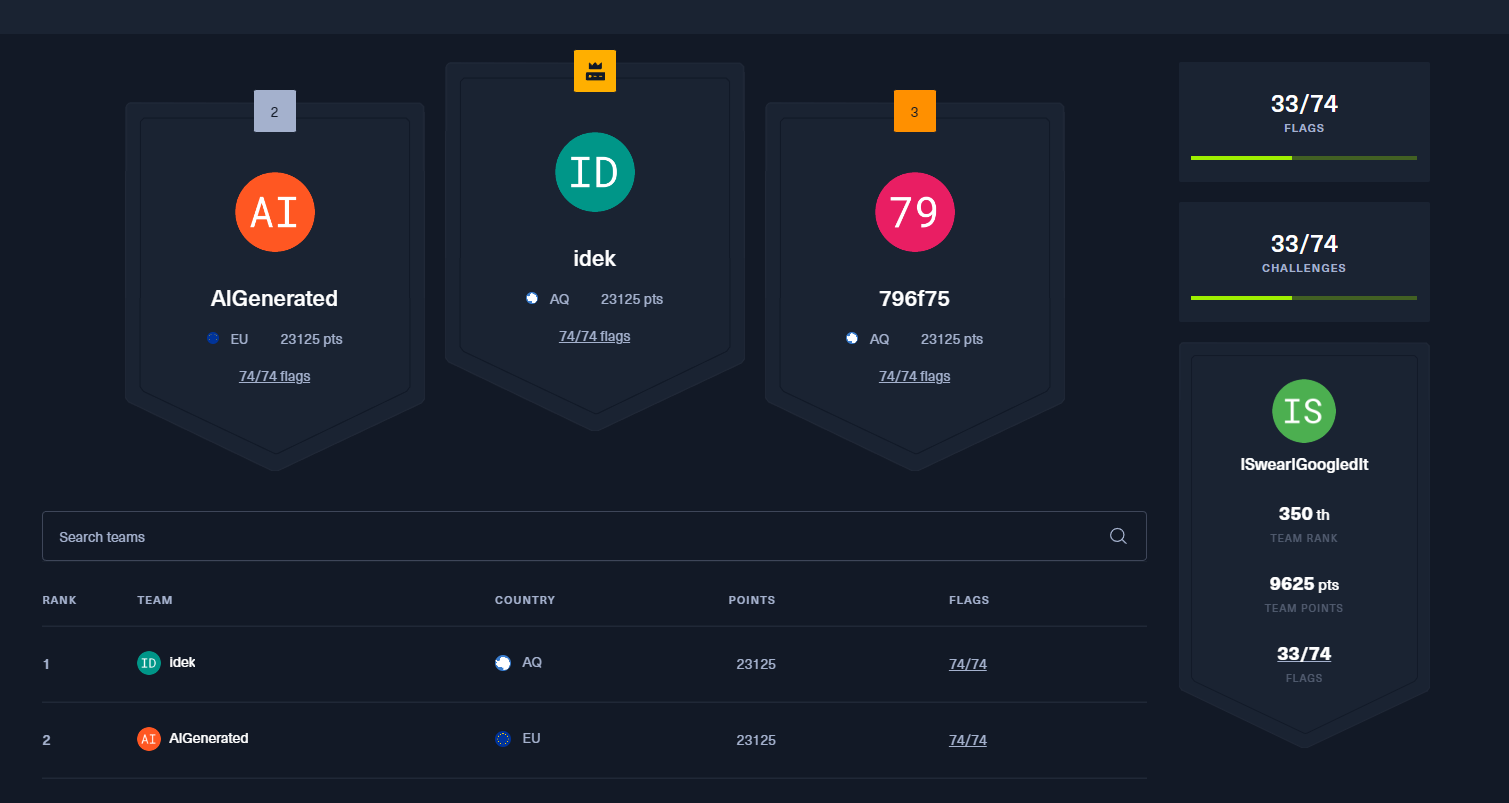 2
AI
AIGenerated
EU 23125 pts
74/74 flags
ID
idek
AQ 23125 pts
74/74 flags
3
79
796f75
AQ 23125 pts
74/74 flags
33/74
FLAGS
33/74
CHALLENGES
IS
ISwearIGoogledIt
350 th
TEAM RANK
9625 pts
TEAM POINTS
33/74
FLAGS
Search teams
RANK TEAM COUNTRY POINTS FLAGS
1 ID idek AQ 23125 74/74
2 AI AIGenerated EU 23125 74/74